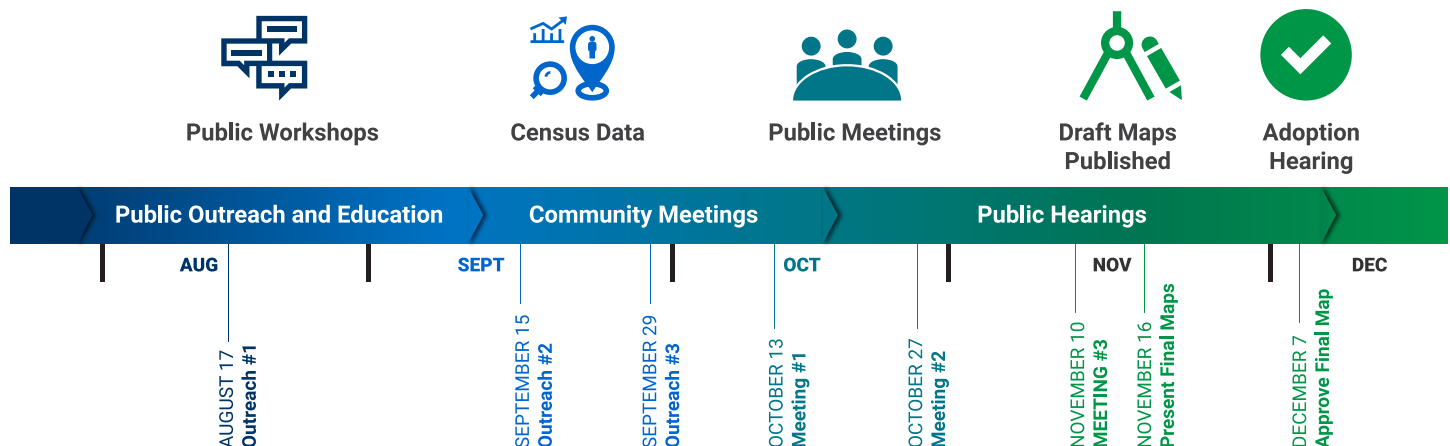 Public Workshops
Census Data
Public Meetings
Draft Maps
Published
Adoption
Hearing
Public Outreach and Education
Community Meetings
Public Hearings
AUG
SEPT
OCT
NOV
DEC
AUGUST 17
Outreach #1
SEPTEMBER 15
Outreach #2
SEPTEMBER 29
Outreach #3
OCTOBER 13
Meeting #1
OCTOBER 27
Meeting #2
NOVEMBER 10
MEETING #3
NOVEMBER 16
Present Final Maps
DECEMBER 7
Approve Final Map